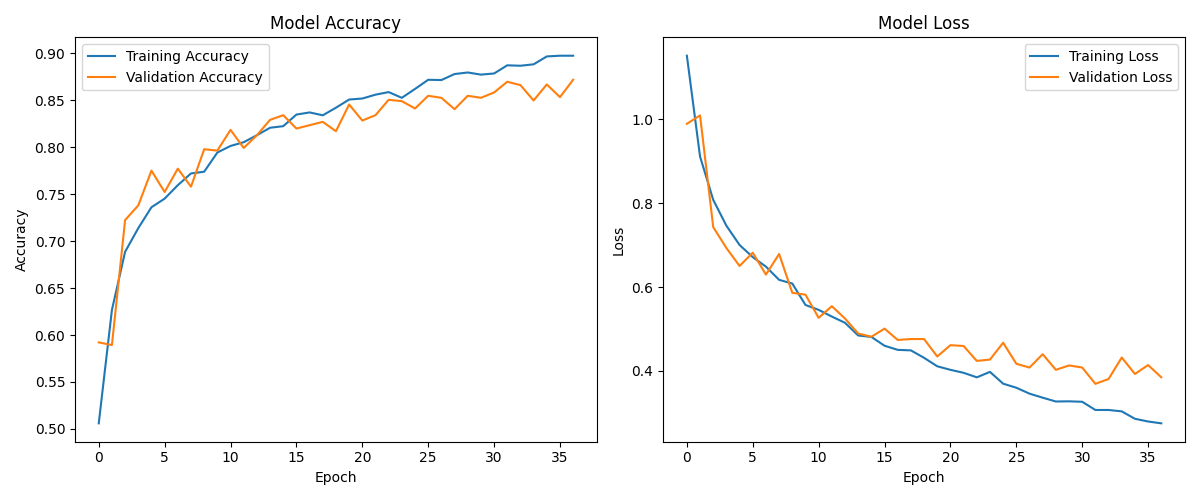 Model Accuracy
Training Accuracy
Validation Accuracy
0.90
0.85
0.80
0.75
0.70
0.65
0.60
0.55
0.50
Accuracy
0 5 10 15 20 25 30 35
Epoch
Model Loss
Training Loss
Validation Loss
1.0
0.8
0.6
0.4
Loss
0 5 10 15 20 25 30 35
Epoch